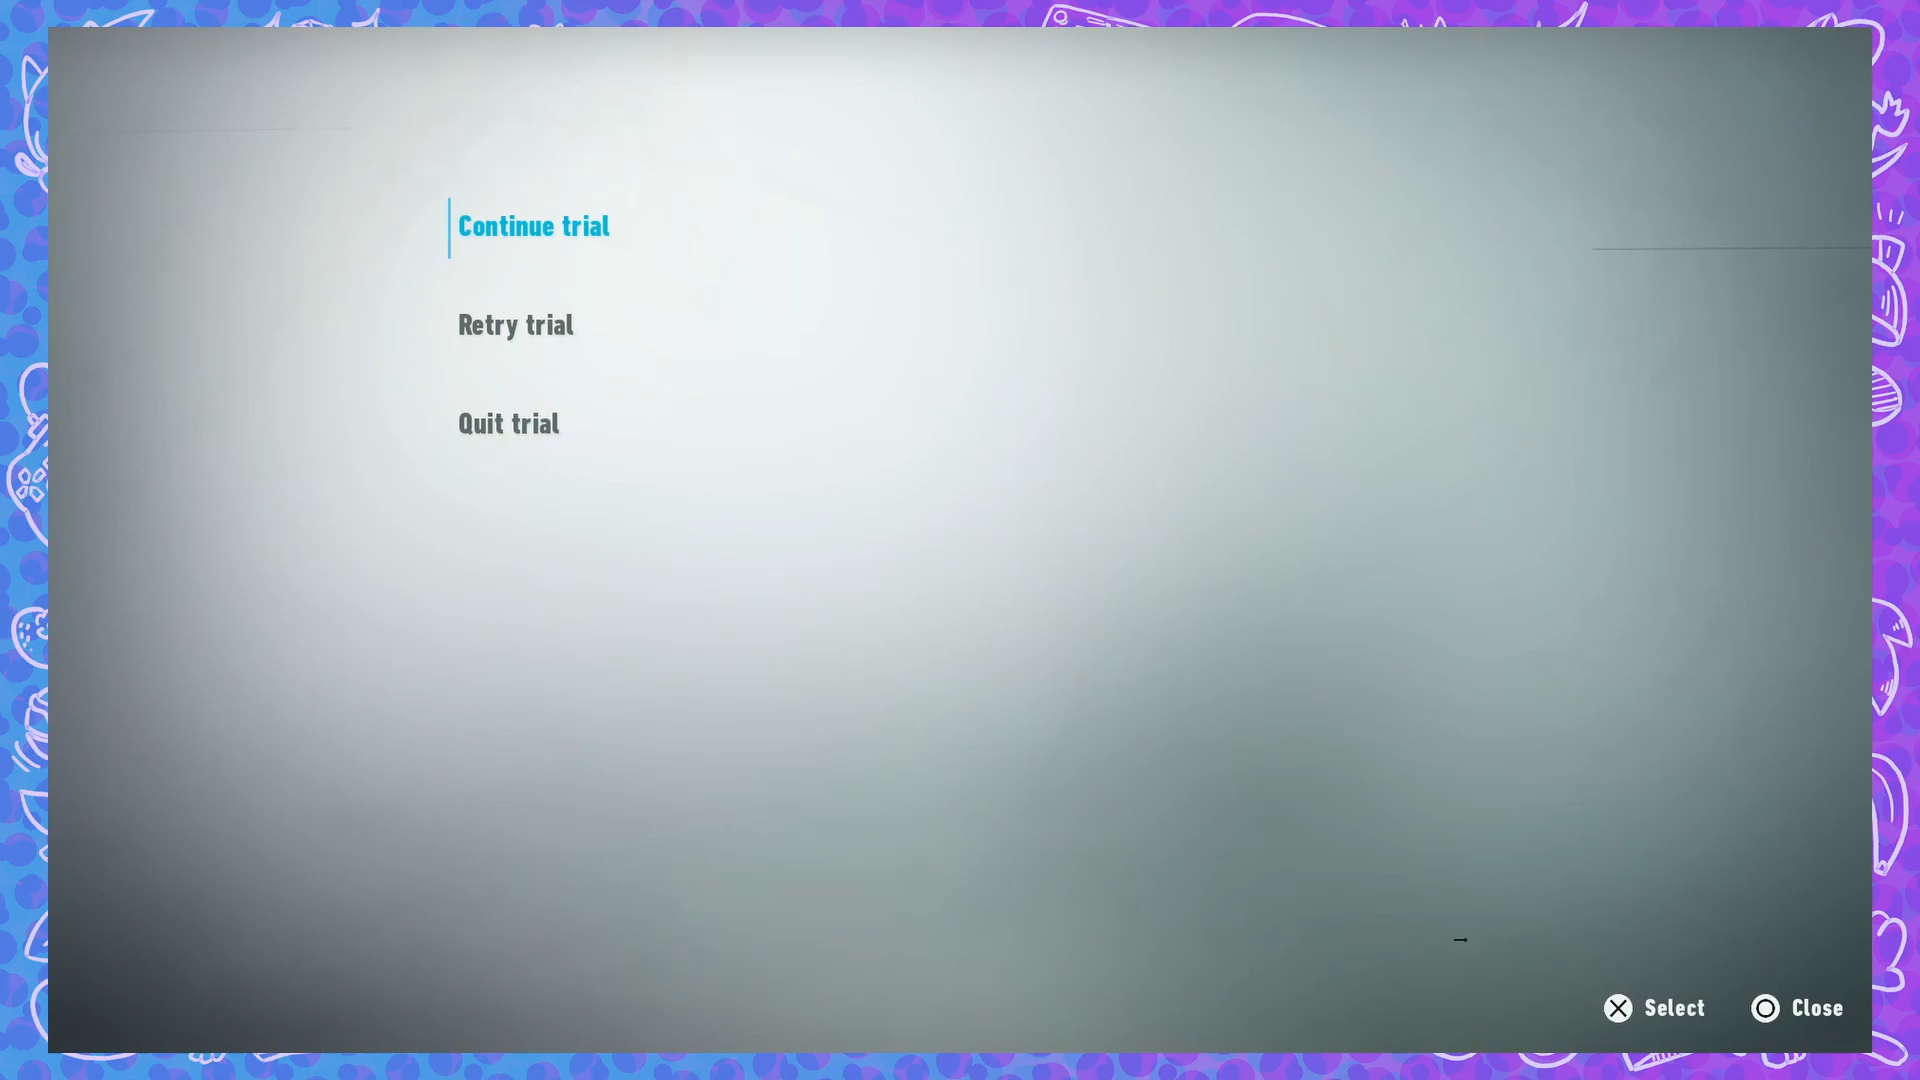 Continue trial
Retry trial
Quit trial
Select
Close